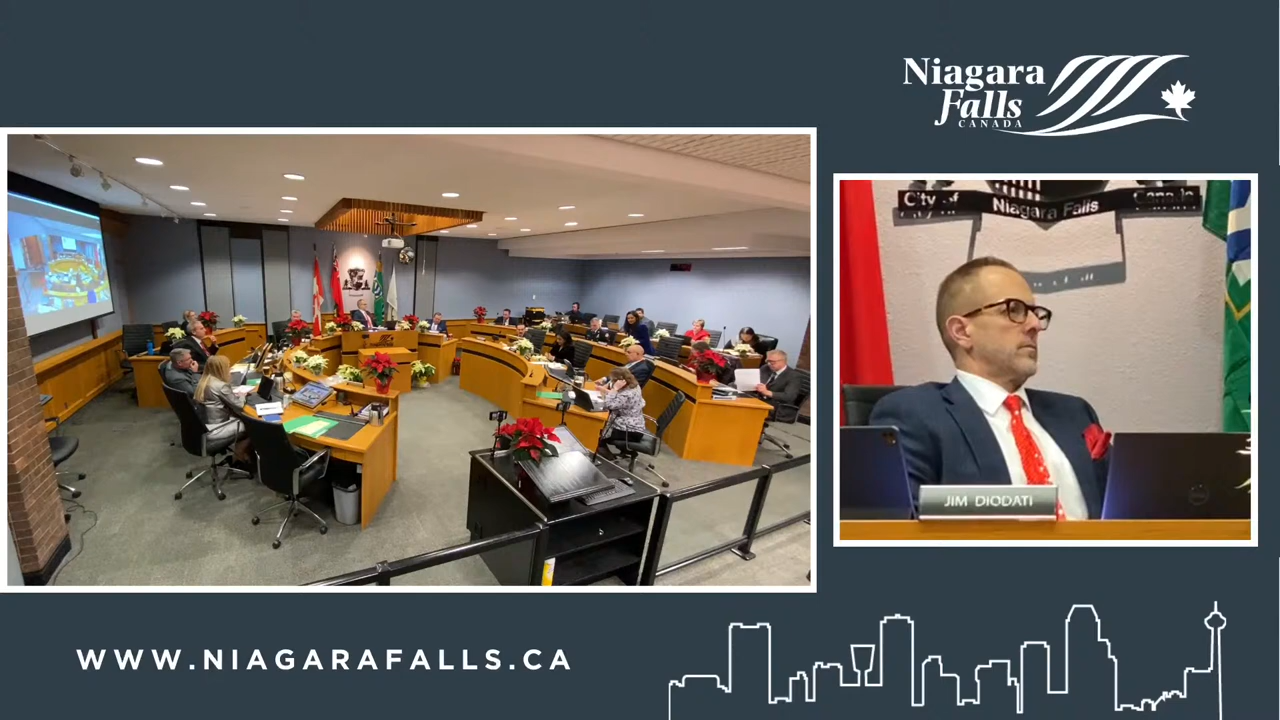 Niagara
Falls
CANADA
City of Niagara Falls Canada
JIM DIODATI
WWW.NIAGARAFALLS.CA